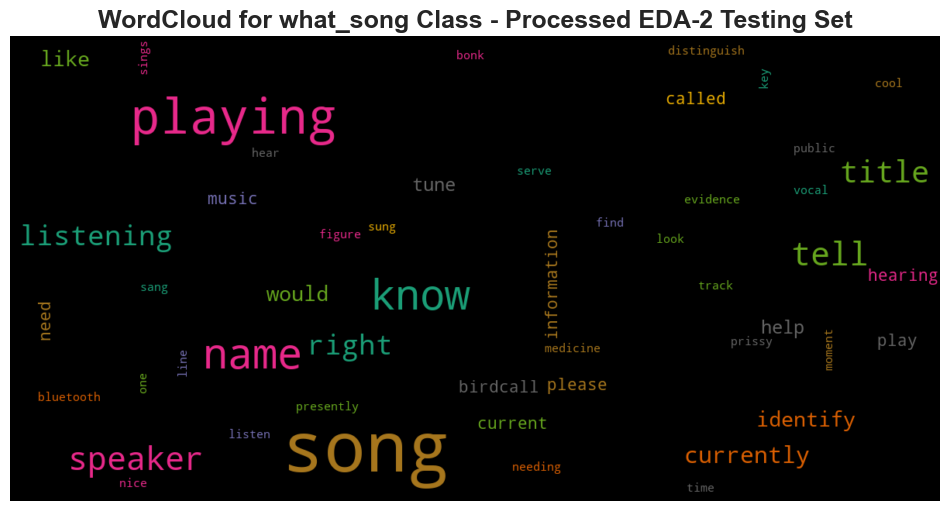 WordCloud for what_song Class - Processed EDA-2 Testing Set
like
sings
bonk
distinguish
key
cool
playing
called
hear
public
title
serve
tune
music
vocal
evidence
listening
figure
sung
find
look
tell
hearing
information
sang
would
know
track
need
name
right
help
prissy
moment
play
line
medicine
one
birdcall
please
bluetooth
presently
current
identify
listen
song
speaker
needing
currently
nice
time